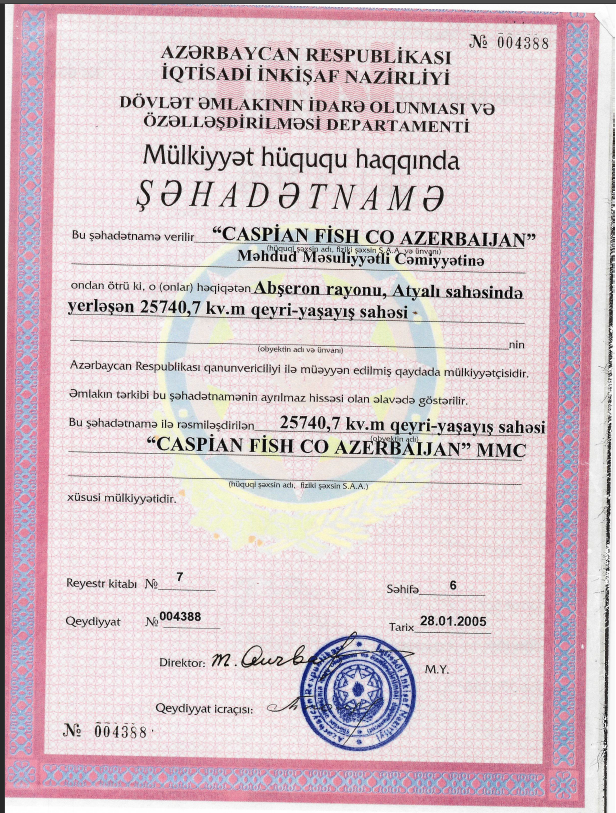 № 004388
AZƏRBAYCAN RESPUBLİKASI
İQTİSADİ İNKİŞAF NAZİRLİYİ
DÖVLƏT ƏMLAKININ İDARƏ OLUNMASI VƏ
ÖZƏLLƏŞDİRİLMƏSİ DEPARTAMENTİ
Mülkiyyət hüququ haqqında
ŞƏHADƏTNAMƏ
Bu şəhadətnamə verilir “CASPİAN FİSH CO AZERBAIJAN”
(hüquqi şəxsin adı, fiziki şəxsin S.A.A. və ünvanı)
Məhdud Məsuliyyətli Cəmiyyətinə
ondan ötrü ki, o (onlar) həqiqətən Abşeron rayonu, Atyalı sahəsində
yerləşən 25740,7 kv.m qeyri-yaşayış sahəsi -
nin
(obyektin adı və ünvanı)
Azərbaycan Respublikası qanunvericiliyi ilə müəyyən edilmiş qaydada mülkiyyətçisidir.
Əmlakın tərkibi bu şəhadətnamənin ayrılmaz hissəsi olan əlavədə göstərilir.
Bu şəhadətnamə ilə rəsmiləşdirilən 25740,7 kv.m qeyri-yaşayış sahəsi
(obyektin adı)
“CASPİAN FİSH CO AZERBAIJAN” MMC
(hüquqi şəxsin adı, fiziki şəxsin S.A.A.)
xüsusi mülkiyyətidir.
Reyestr kitabı № 7
Səhifə 6
Qeydiyyat № 004388
Tarix 28.01.2005
Direktor:
M.Y.
Qeydiyyat icraçısı:
№ 004388